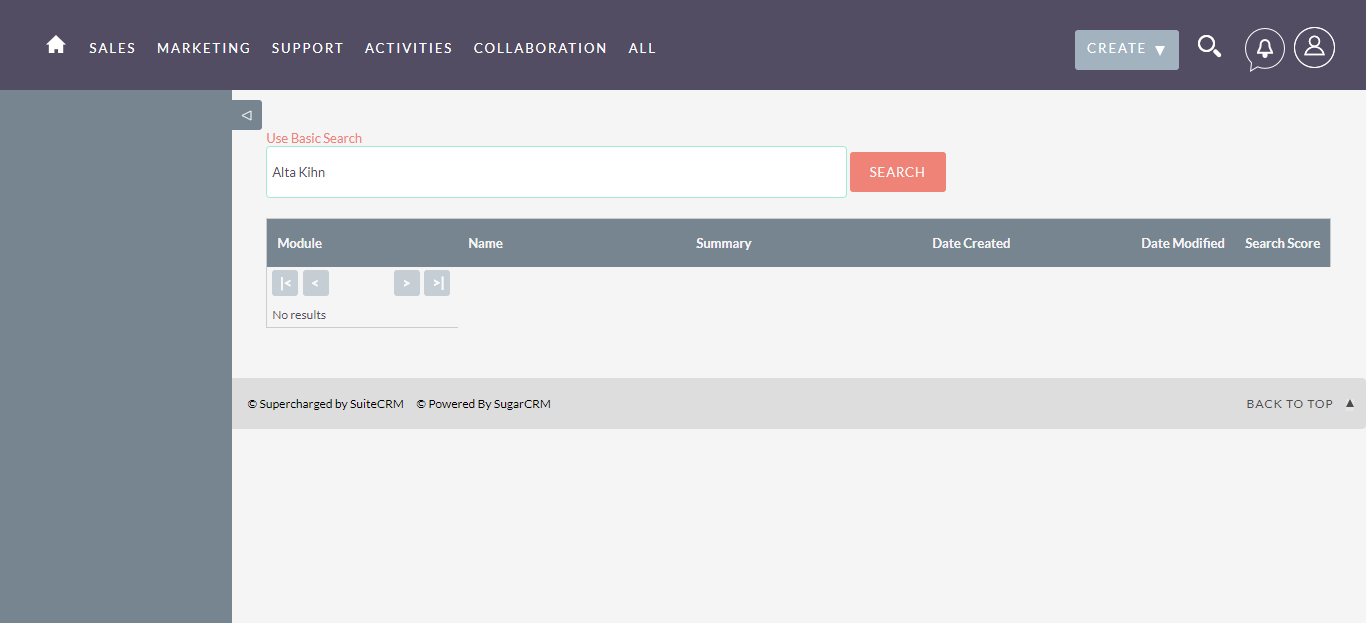 SALES MARKETING SUPPORT ACTIVITIES COLLABORATION ALL CREATE ▼
Use Basic Search
Alta Kihn SEARCH
Module Name Summary Date Created Date Modified Search Score
|< < > >|
No results
© Supercharged by SuiteCRM © Powered By SugarCRM BACK TO TOP ▲